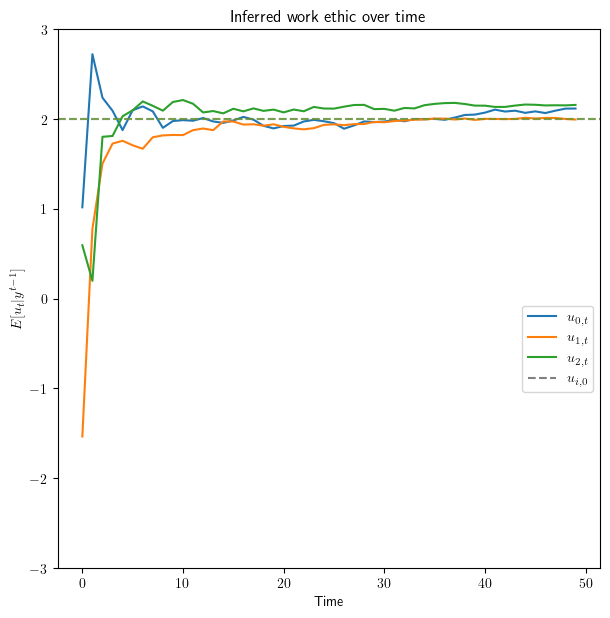 Inferred work ethic over time
E[u_t|y^{t−1}]
3
2
1
0
−1
−2
−3
0
10
20
30
40
50
Time
u_{0,t}
u_{1,t}
u_{2,t}
u_{i,0}